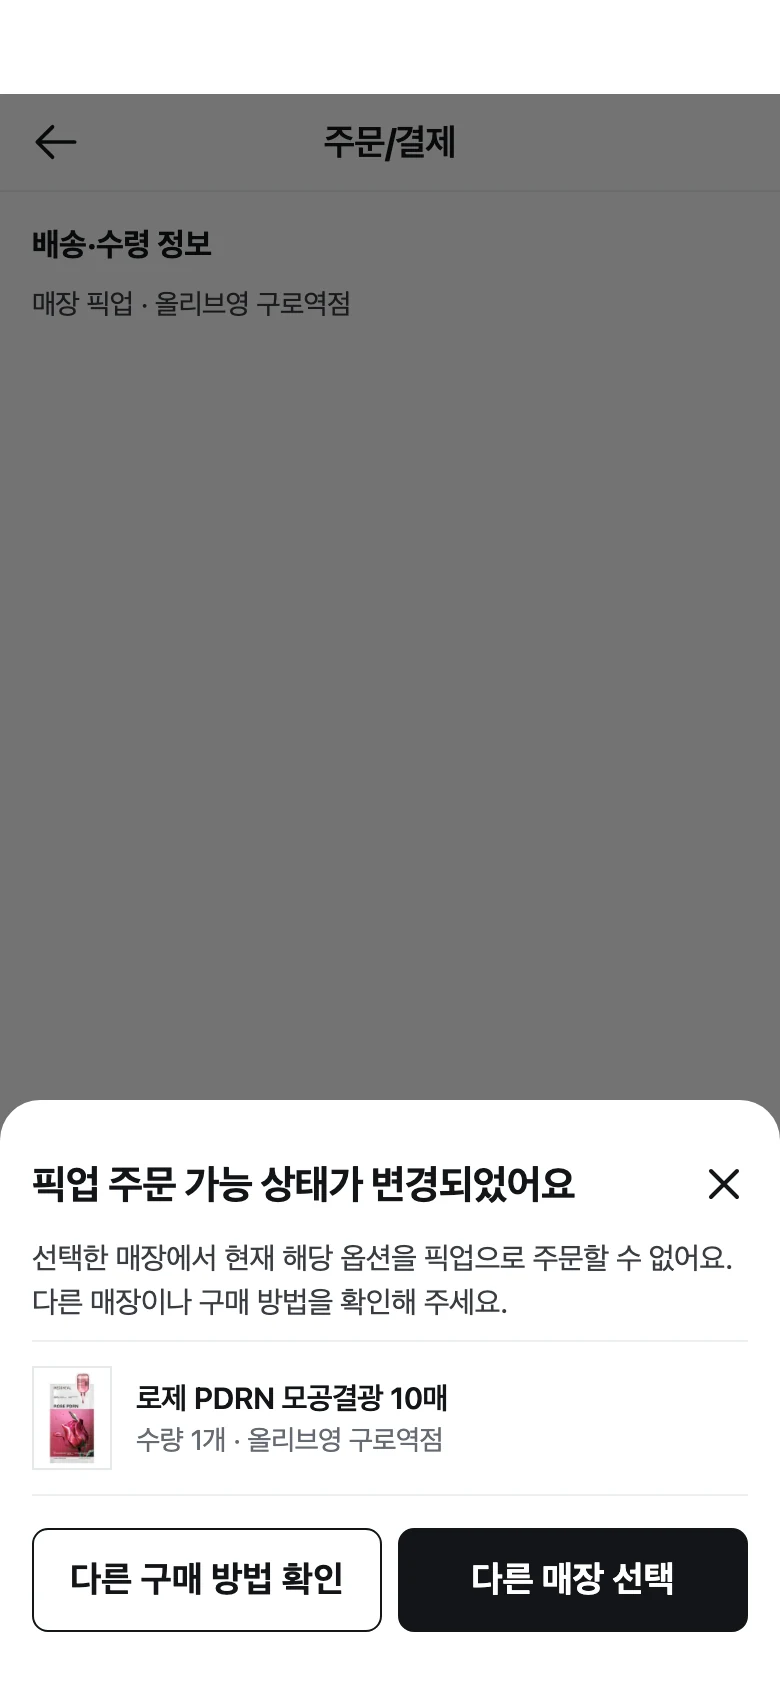 주문/결제
배송·수령 정보
매장 픽업 · 올리브영 구로역점
픽업 주문 가능 상태가 변경되었어요
선택한 매장에서 현재 해당 옵션을 픽업으로 주문할 수 없어요.
다른 매장이나 구매 방법을 확인해 주세요.
로제 PDRN 모공결광 10매
수량 1개 · 올리브영 구로역점
다른 구매 방법 확인
다른 매장 선택